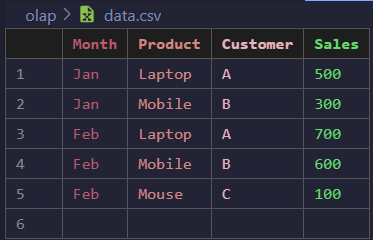 olap > data.csv
Month Product Customer Sales
1 Jan Laptop A 500
2 Jan Mobile B 300
3 Feb Laptop A 700
4 Feb Mobile B 600
5 Feb Mouse C 100
6